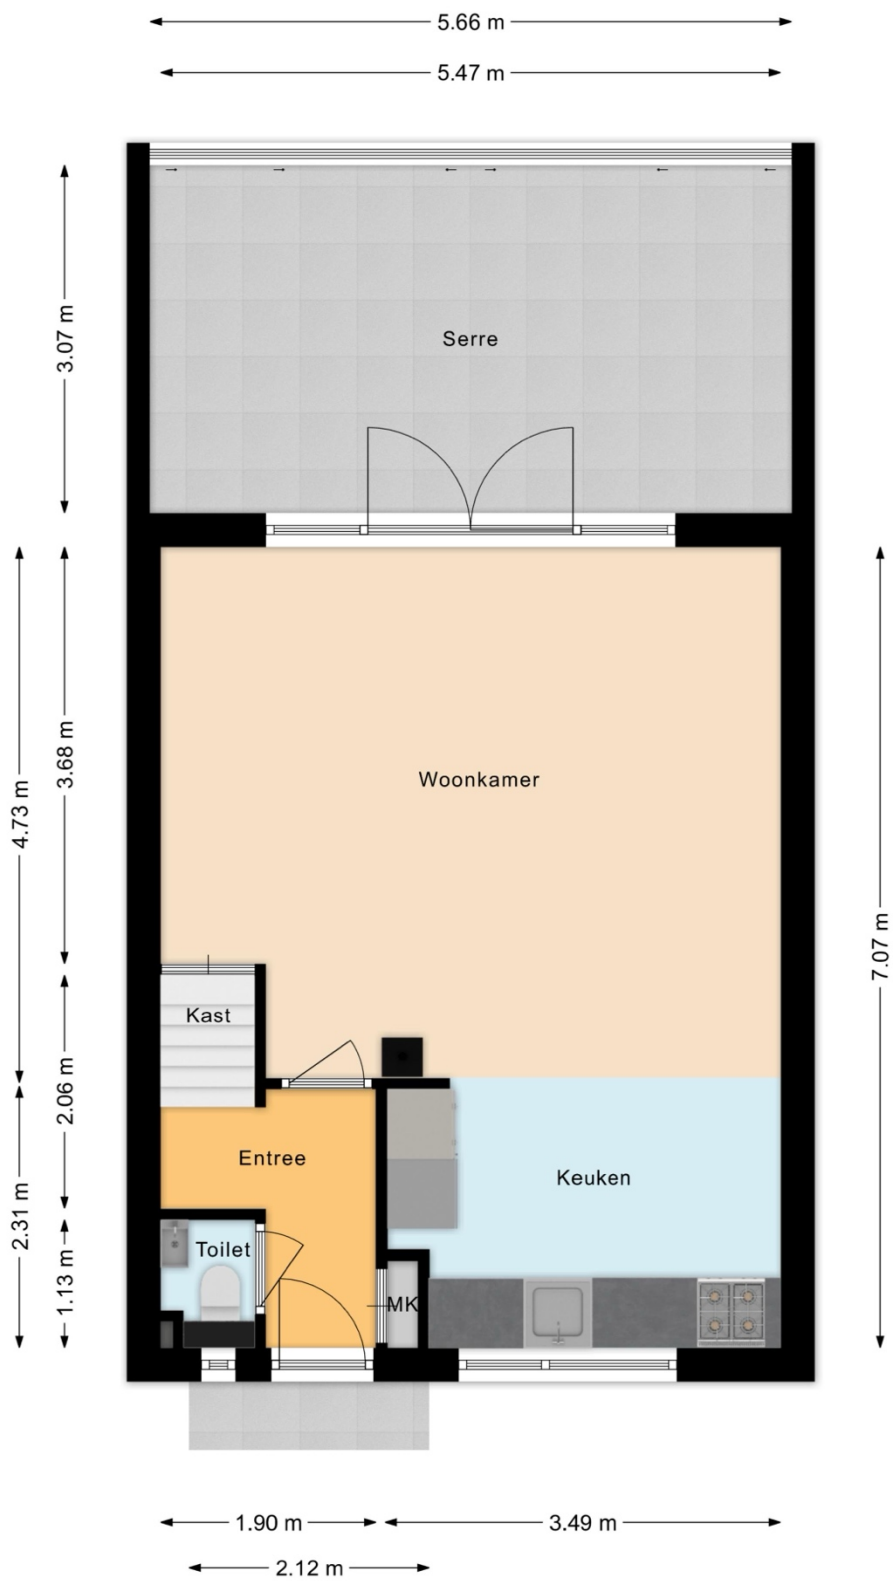 5.66 m
5.47 m
3.07 m
Serre
3.68 m
4.73 m
Woonkamer
7.07 m
Kast
2.06 m
Entree
Keuken
2.31 m
Toilet
1.13 m
MK
1.90 m
3.49 m
2.12 m